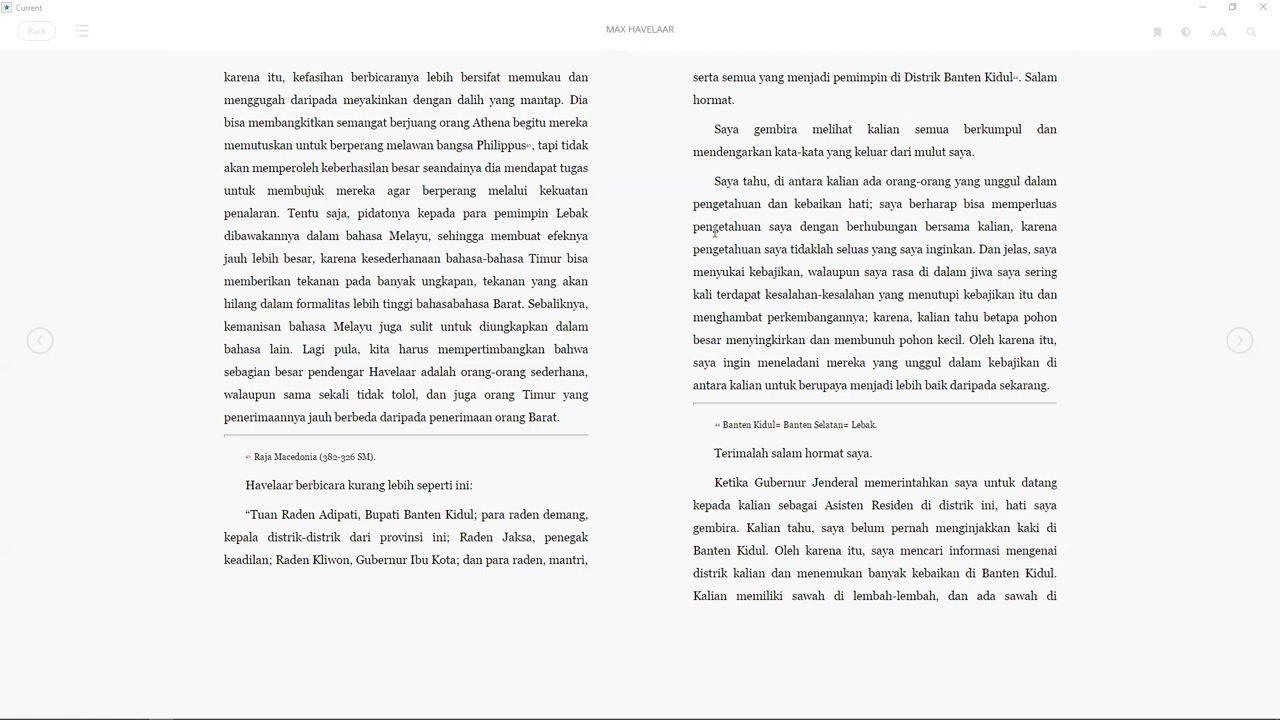 Current
Back
MAX HAVELAAR
AA
karena itu, kefasihan berbicaranya lebih bersifat memukau dan
menggugah daripada meyakinkan dengan dalih yang mantap. Dia
bisa membangkitkan semangat berjuang orang Athena begitu mereka
memutuskan untuk berperang melawan bangsa Philippus⁴³, tapi tidak
akan memperoleh keberhasilan besar seandainya dia mendapat tugas
untuk membujuk mereka agar berperang melalui kekuatan
penalaran. Tentu saja, pidatonya kepada para pemimpin Lebak
dibawakannya dalam bahasa Melayu, sehingga membuat efeknya
jauh lebih besar, karena kesederhanaan bahasa-bahasa Timur bisa
memberikan tekanan pada banyak ungkapan, tekanan yang akan
hilang dalam formalitas lebih tinggi bahasabahasa Barat. Sebaliknya,
kemanisan bahasa Melayu juga sulit untuk diungkapkan dalam
bahasa lain. Lagi pula, kita harus mempertimbangkan bahwa
sebagian besar pendengar Havelaar adalah orang-orang sederhana,
walaupun sama sekali tidak tolol, dan juga orang Timur yang
penerimaannya jauh berbeda daripada penerimaan orang Barat.
⁴³ Raja Macedonia (382-326 SM).
Havelaar berbicara kurang lebih seperti ini:
“Tuan Raden Adipati, Bupati Banten Kidul; para raden demang,
kepala distrik-distrik dari provinsi ini; Raden Jaksa, penegak
keadilan; Raden Kliwon, Gubernur Ibu Kota; dan para raden, mantri,
serta semua yang menjadi pemimpin di Distrik Banten Kidul⁴⁴. Salam
hormat.
Saya gembira melihat kalian semua berkumpul dan
mendengarkan kata-kata yang keluar dari mulut saya.
Saya tahu, di antara kalian ada orang-orang yang unggul dalam
pengetahuan dan kebaikan hati; saya berharap bisa memperluas
pengetahuan saya dengan berhubungan bersama kalian, karena
pengetahuan saya tidaklah seluas yang saya inginkan. Dan jelas, saya
menyukai kebajikan, walaupun saya rasa di dalam jiwa saya sering
kali terdapat kesalahan-kesalahan yang menutupi kebajikan itu dan
menghambat perkembangannya; karena, kalian tahu betapa pohon
besar menyingkirkan dan membunuh pohon kecil. Oleh karena itu,
saya ingin meneladani mereka yang unggul dalam kebajikan di
antara kalian untuk berupaya menjadi lebih baik daripada sekarang.
⁴⁴ Banten Kidul= Banten Selatan= Lebak.
Terimalah salam hormat saya.
Ketika Gubernur Jenderal memerintahkan saya untuk datang
kepada kalian sebagai Asisten Residen di distrik ini, hati saya
gembira. Kalian tahu, saya belum pernah menginjakkan kaki di
Banten Kidul. Oleh karena itu, saya mencari informasi mengenai
distrik kalian dan menemukan banyak kebaikan di Banten Kidul.
Kalian memiliki sawah di lembah-lembah, dan ada sawah di